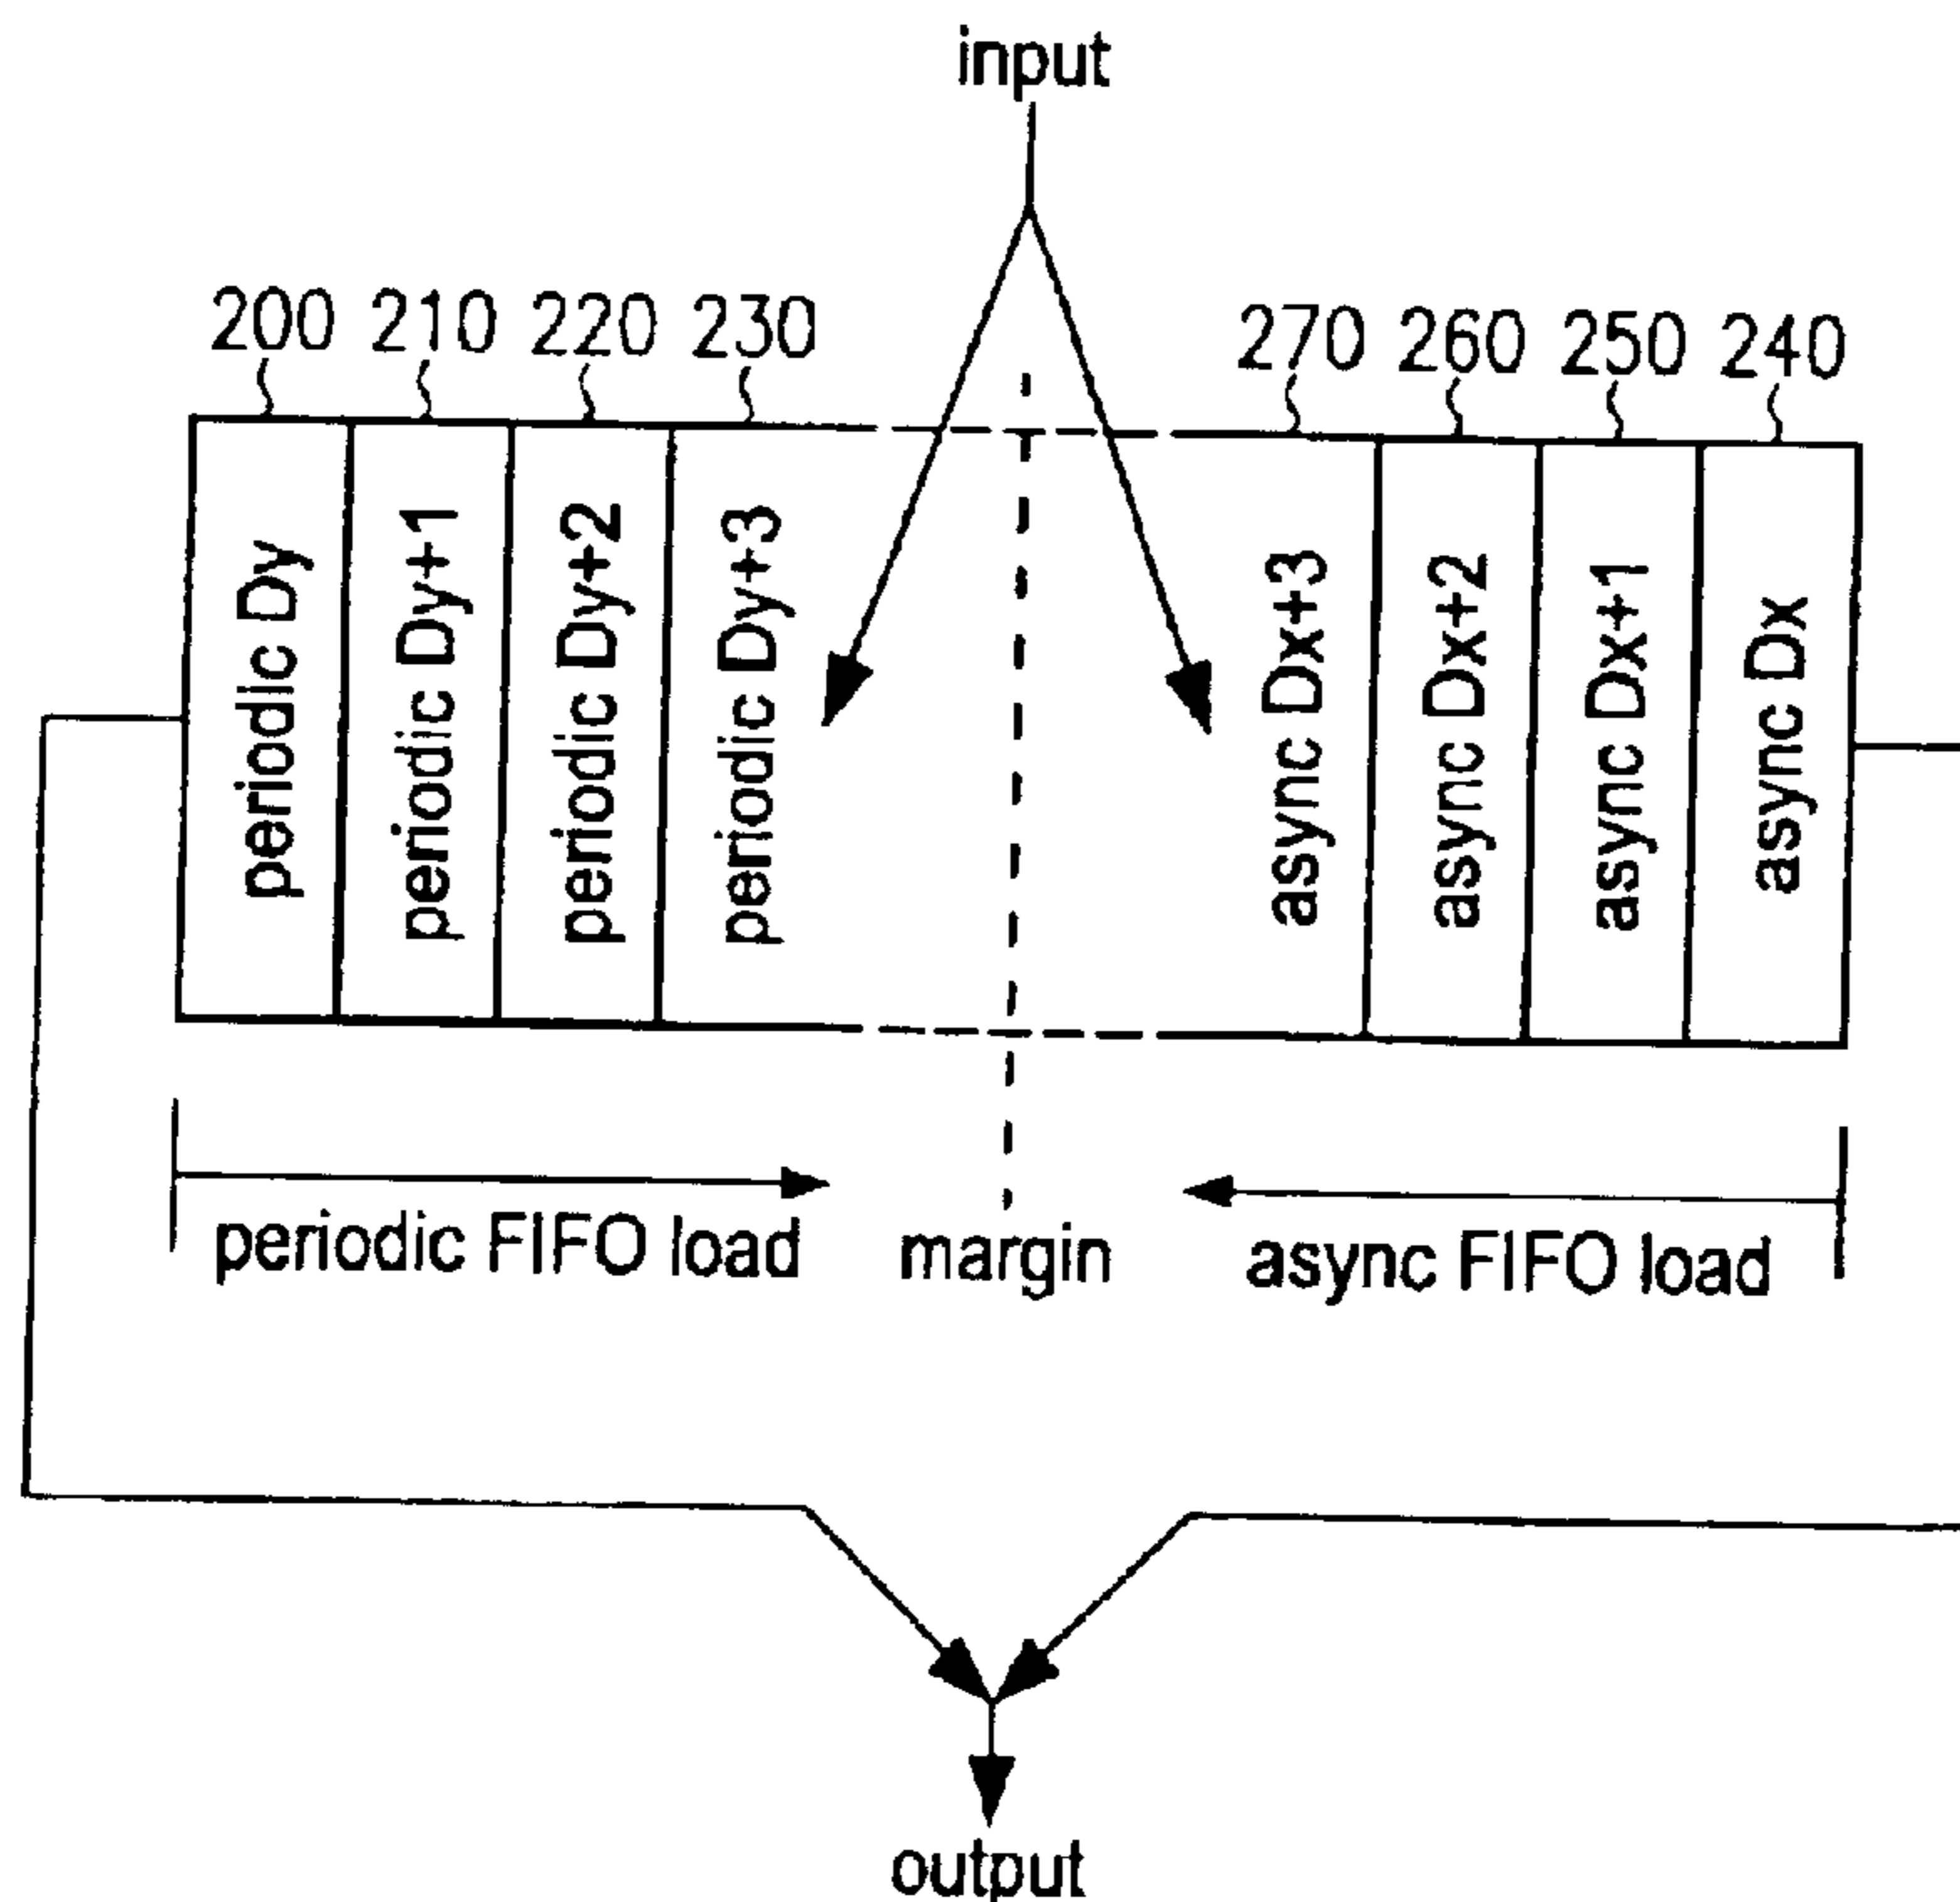 input
200 210 220 230 270 260 250 240
periodic Dy
periodic Dy+1
periodic Dy+2
periodic Dy+3
async Dx+3
async Dx+2
async Dx+1
async Dx
periodic FIFO load margin async FIFO load
output